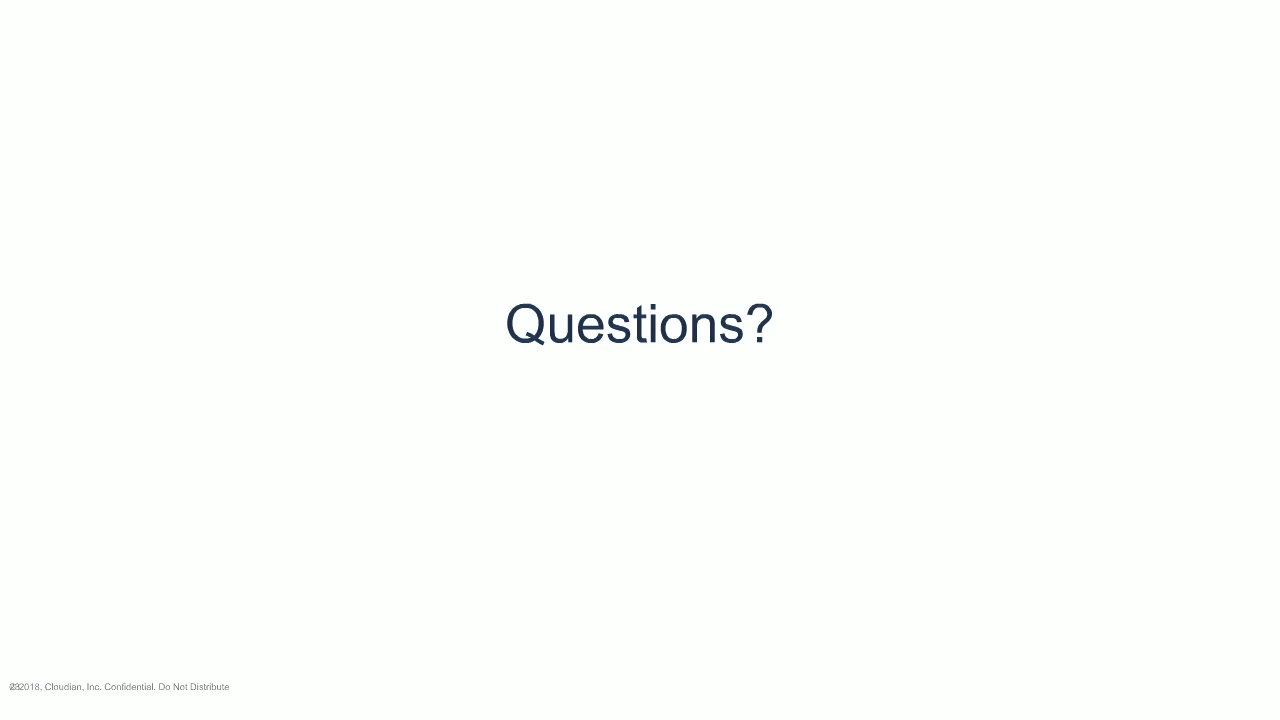 Questions?
2018, Cloudian, Inc. Confidential. Do Not Distribute